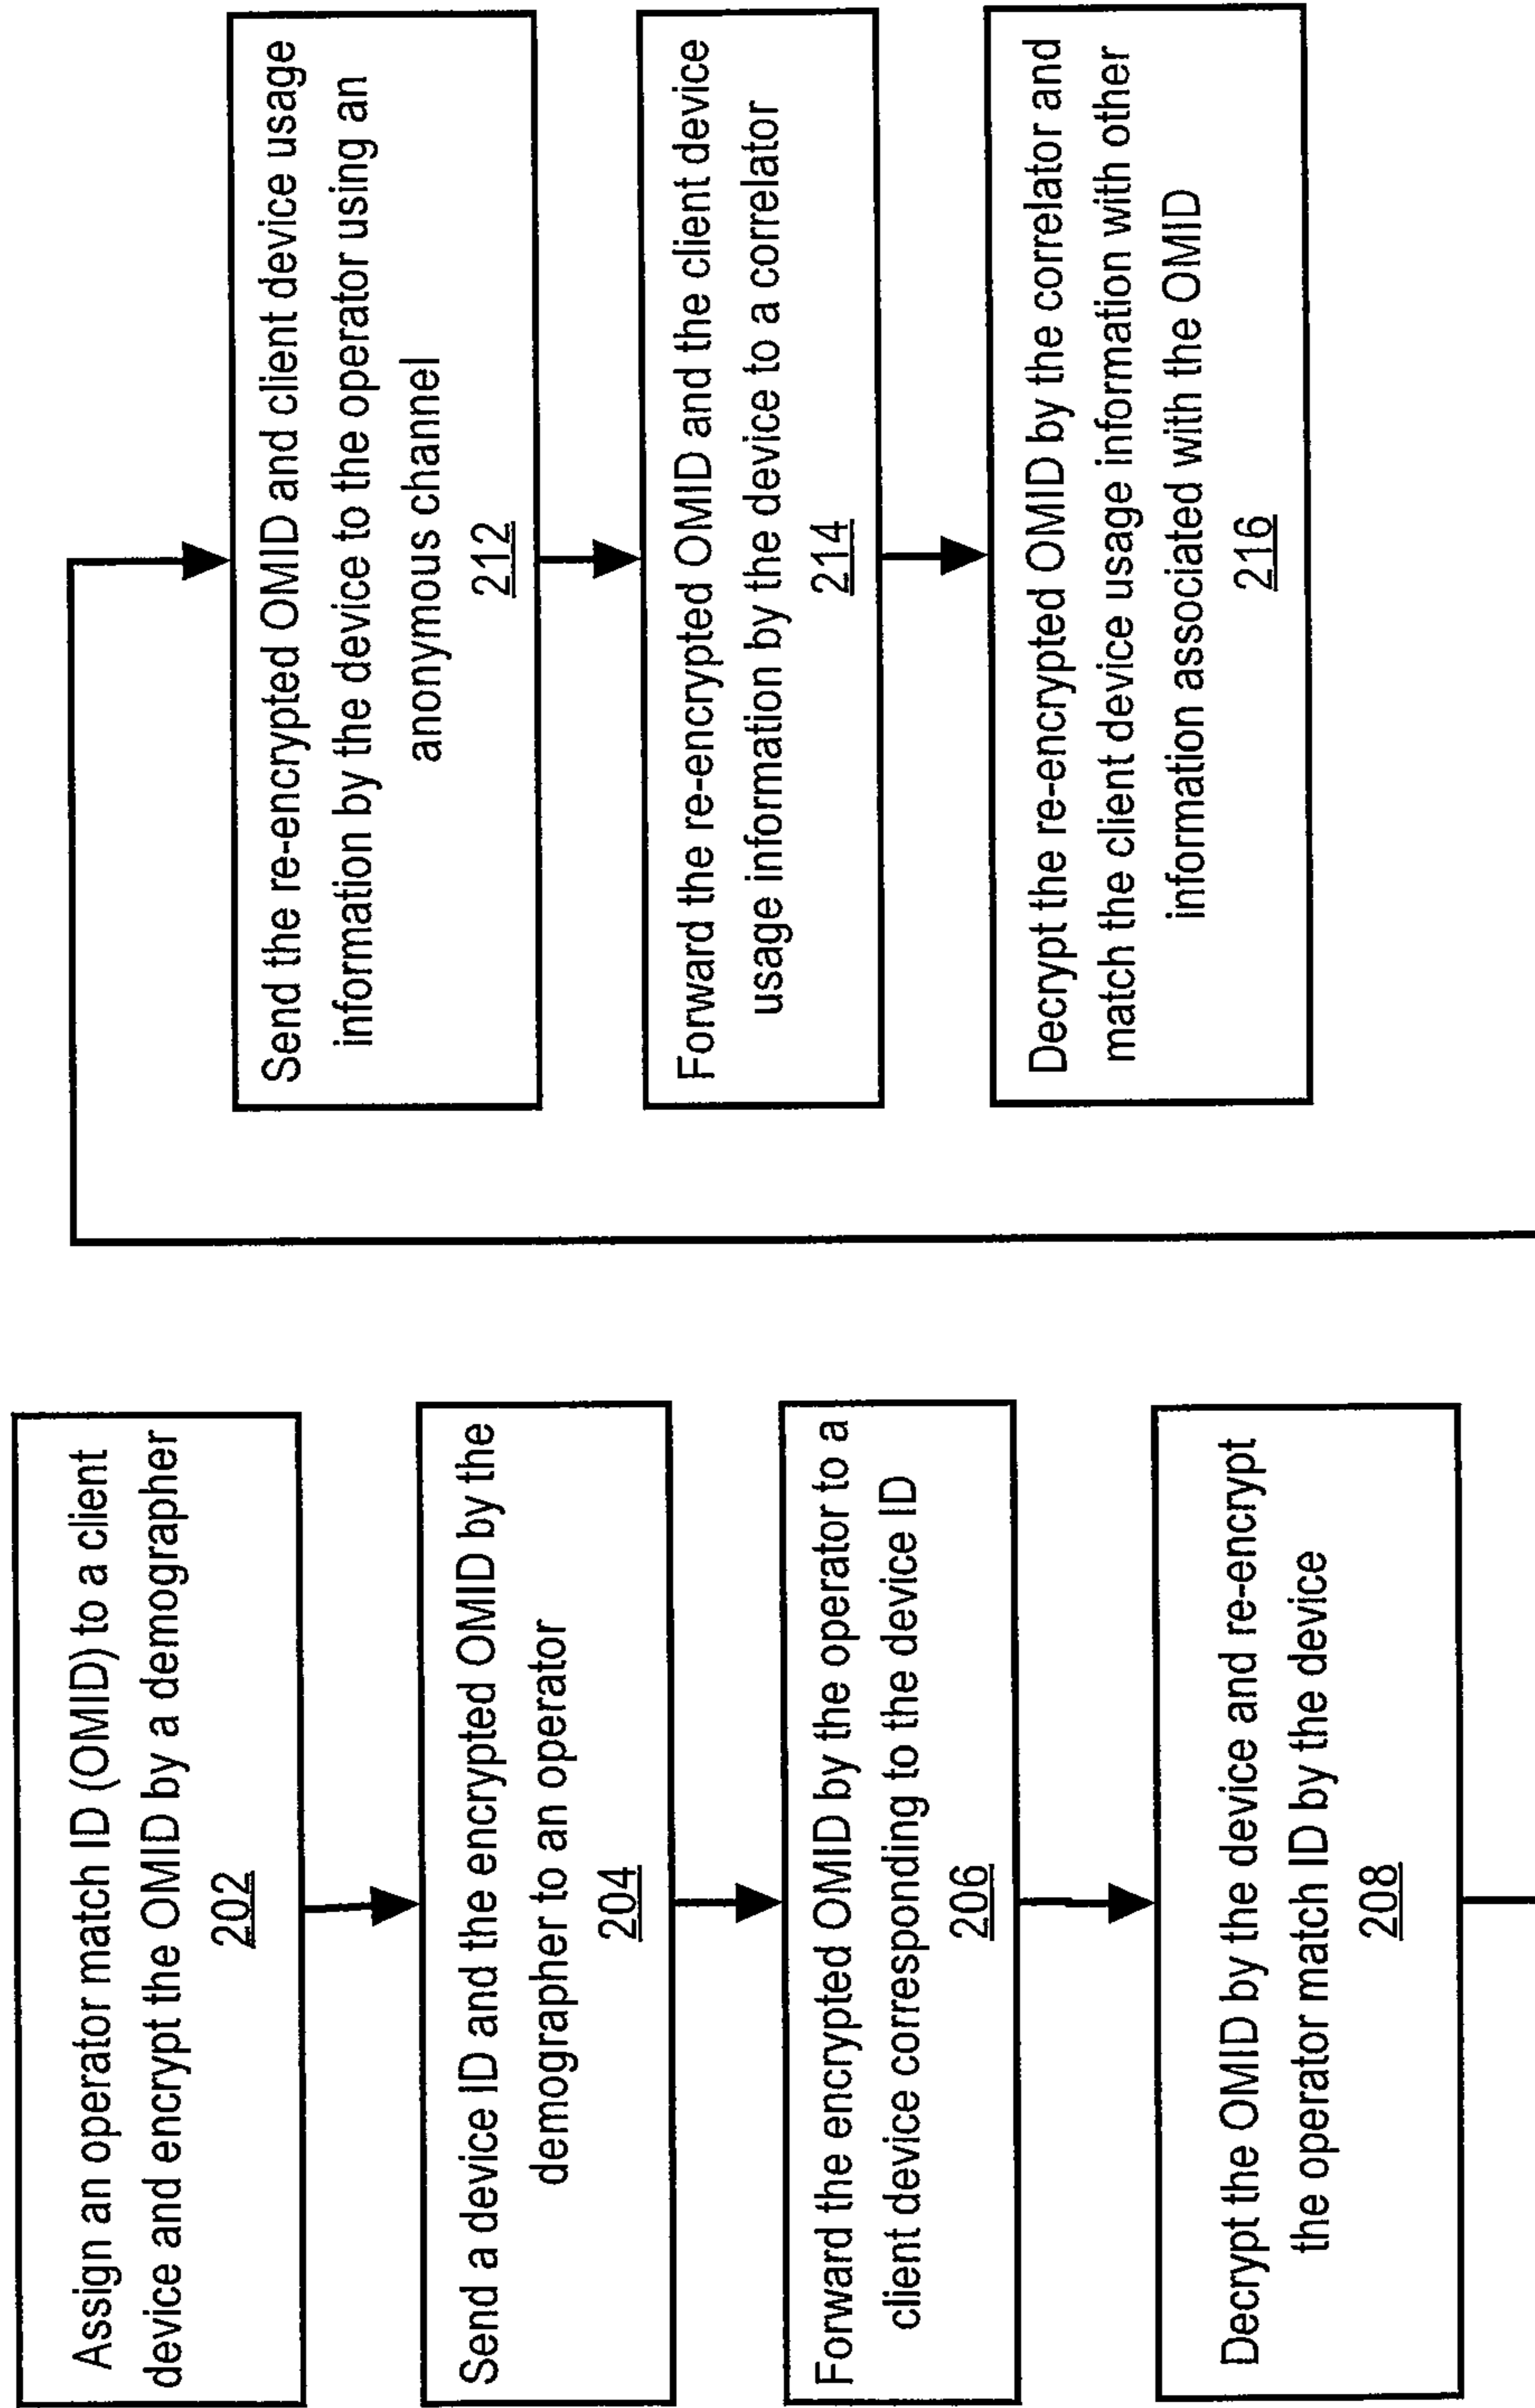 Assign an operator match ID (OMID) to a client
device and encrypt the OMID by a demographer
202
Send a device ID and the encrypted OMID by the
demographer to an operator
204
Forward the encrypted OMID by the operator to a
client device corresponding to the device ID
206
Decrypt the OMID by the device and re-encrypt
the operator match ID by the device
208
Send the re-encrypted OMID and client device usage
information by the device to the operator using an
anonymous channel
212
Forward the re-encrypted OMID and the client device
usage information by the device to a correlator
214
Decrypt the re-encrypted OMID by the correlator and
match the client device usage information with other
information associated with the OMID
216